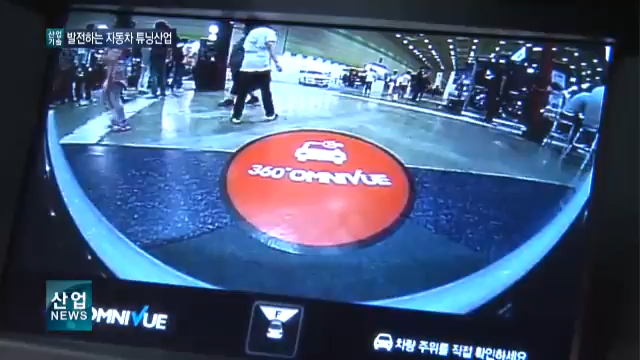 산업
기술
발전하는 자동차 튜닝산업
360° OMNIVUE
산업
NEWS
OMNIVUE
F
차량 주위를 직접 확인하세요